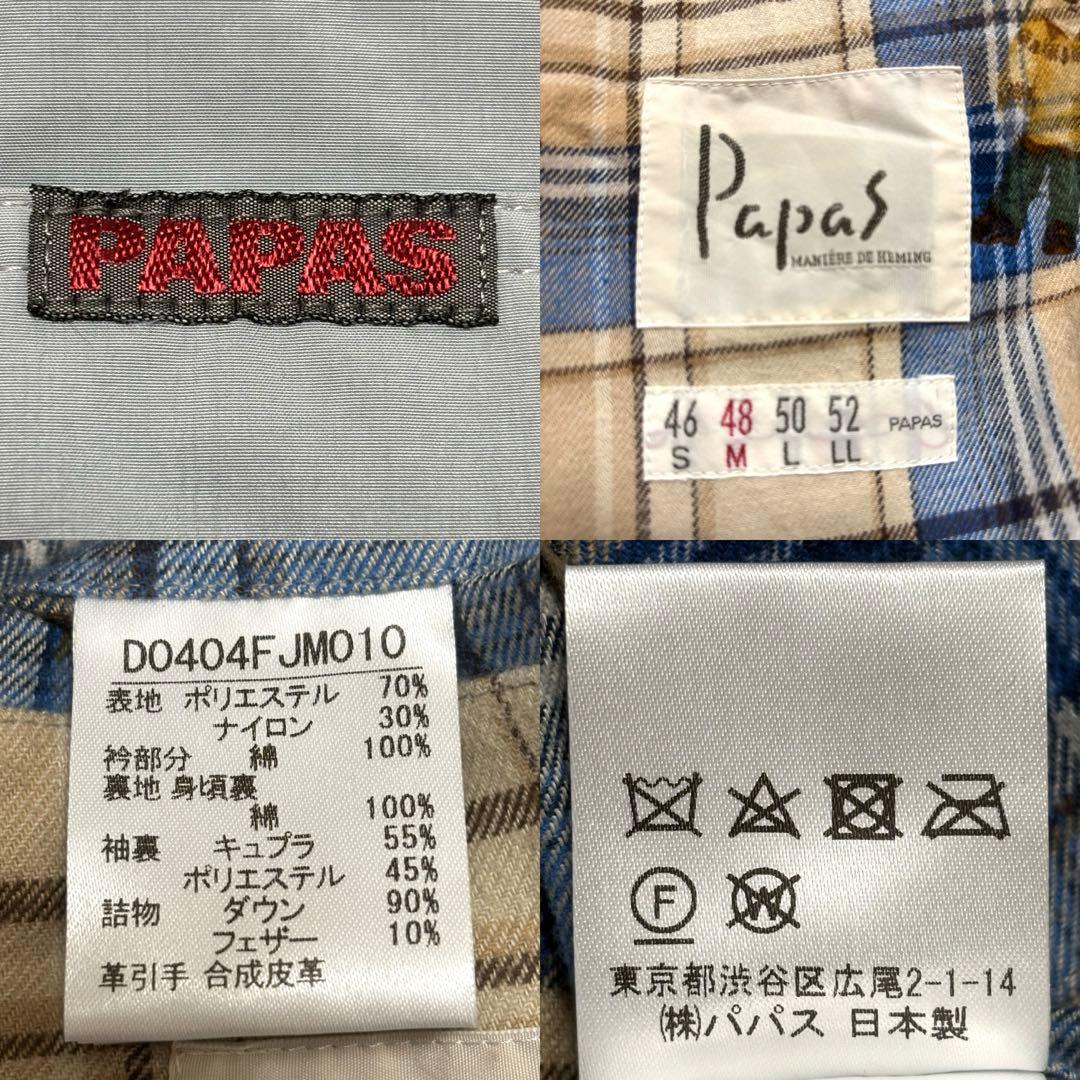 PAPAS
Papas
MANIÈRE DE HEMING
46 48 50 52 PAPAS
S M L LL
D0404FJM010
表地 ポリエステル 70%
ナイロン 30%
衿部分 綿 100%
裏地 身頃裏
綿 100%
袖裏 キュプラ 55%
ポリエステル 45%
詰物 ダウン 90%
フェザー 10%
革引手 合成皮革
F W
東京都渋谷区広尾2-1-14
㈱パパス 日本製